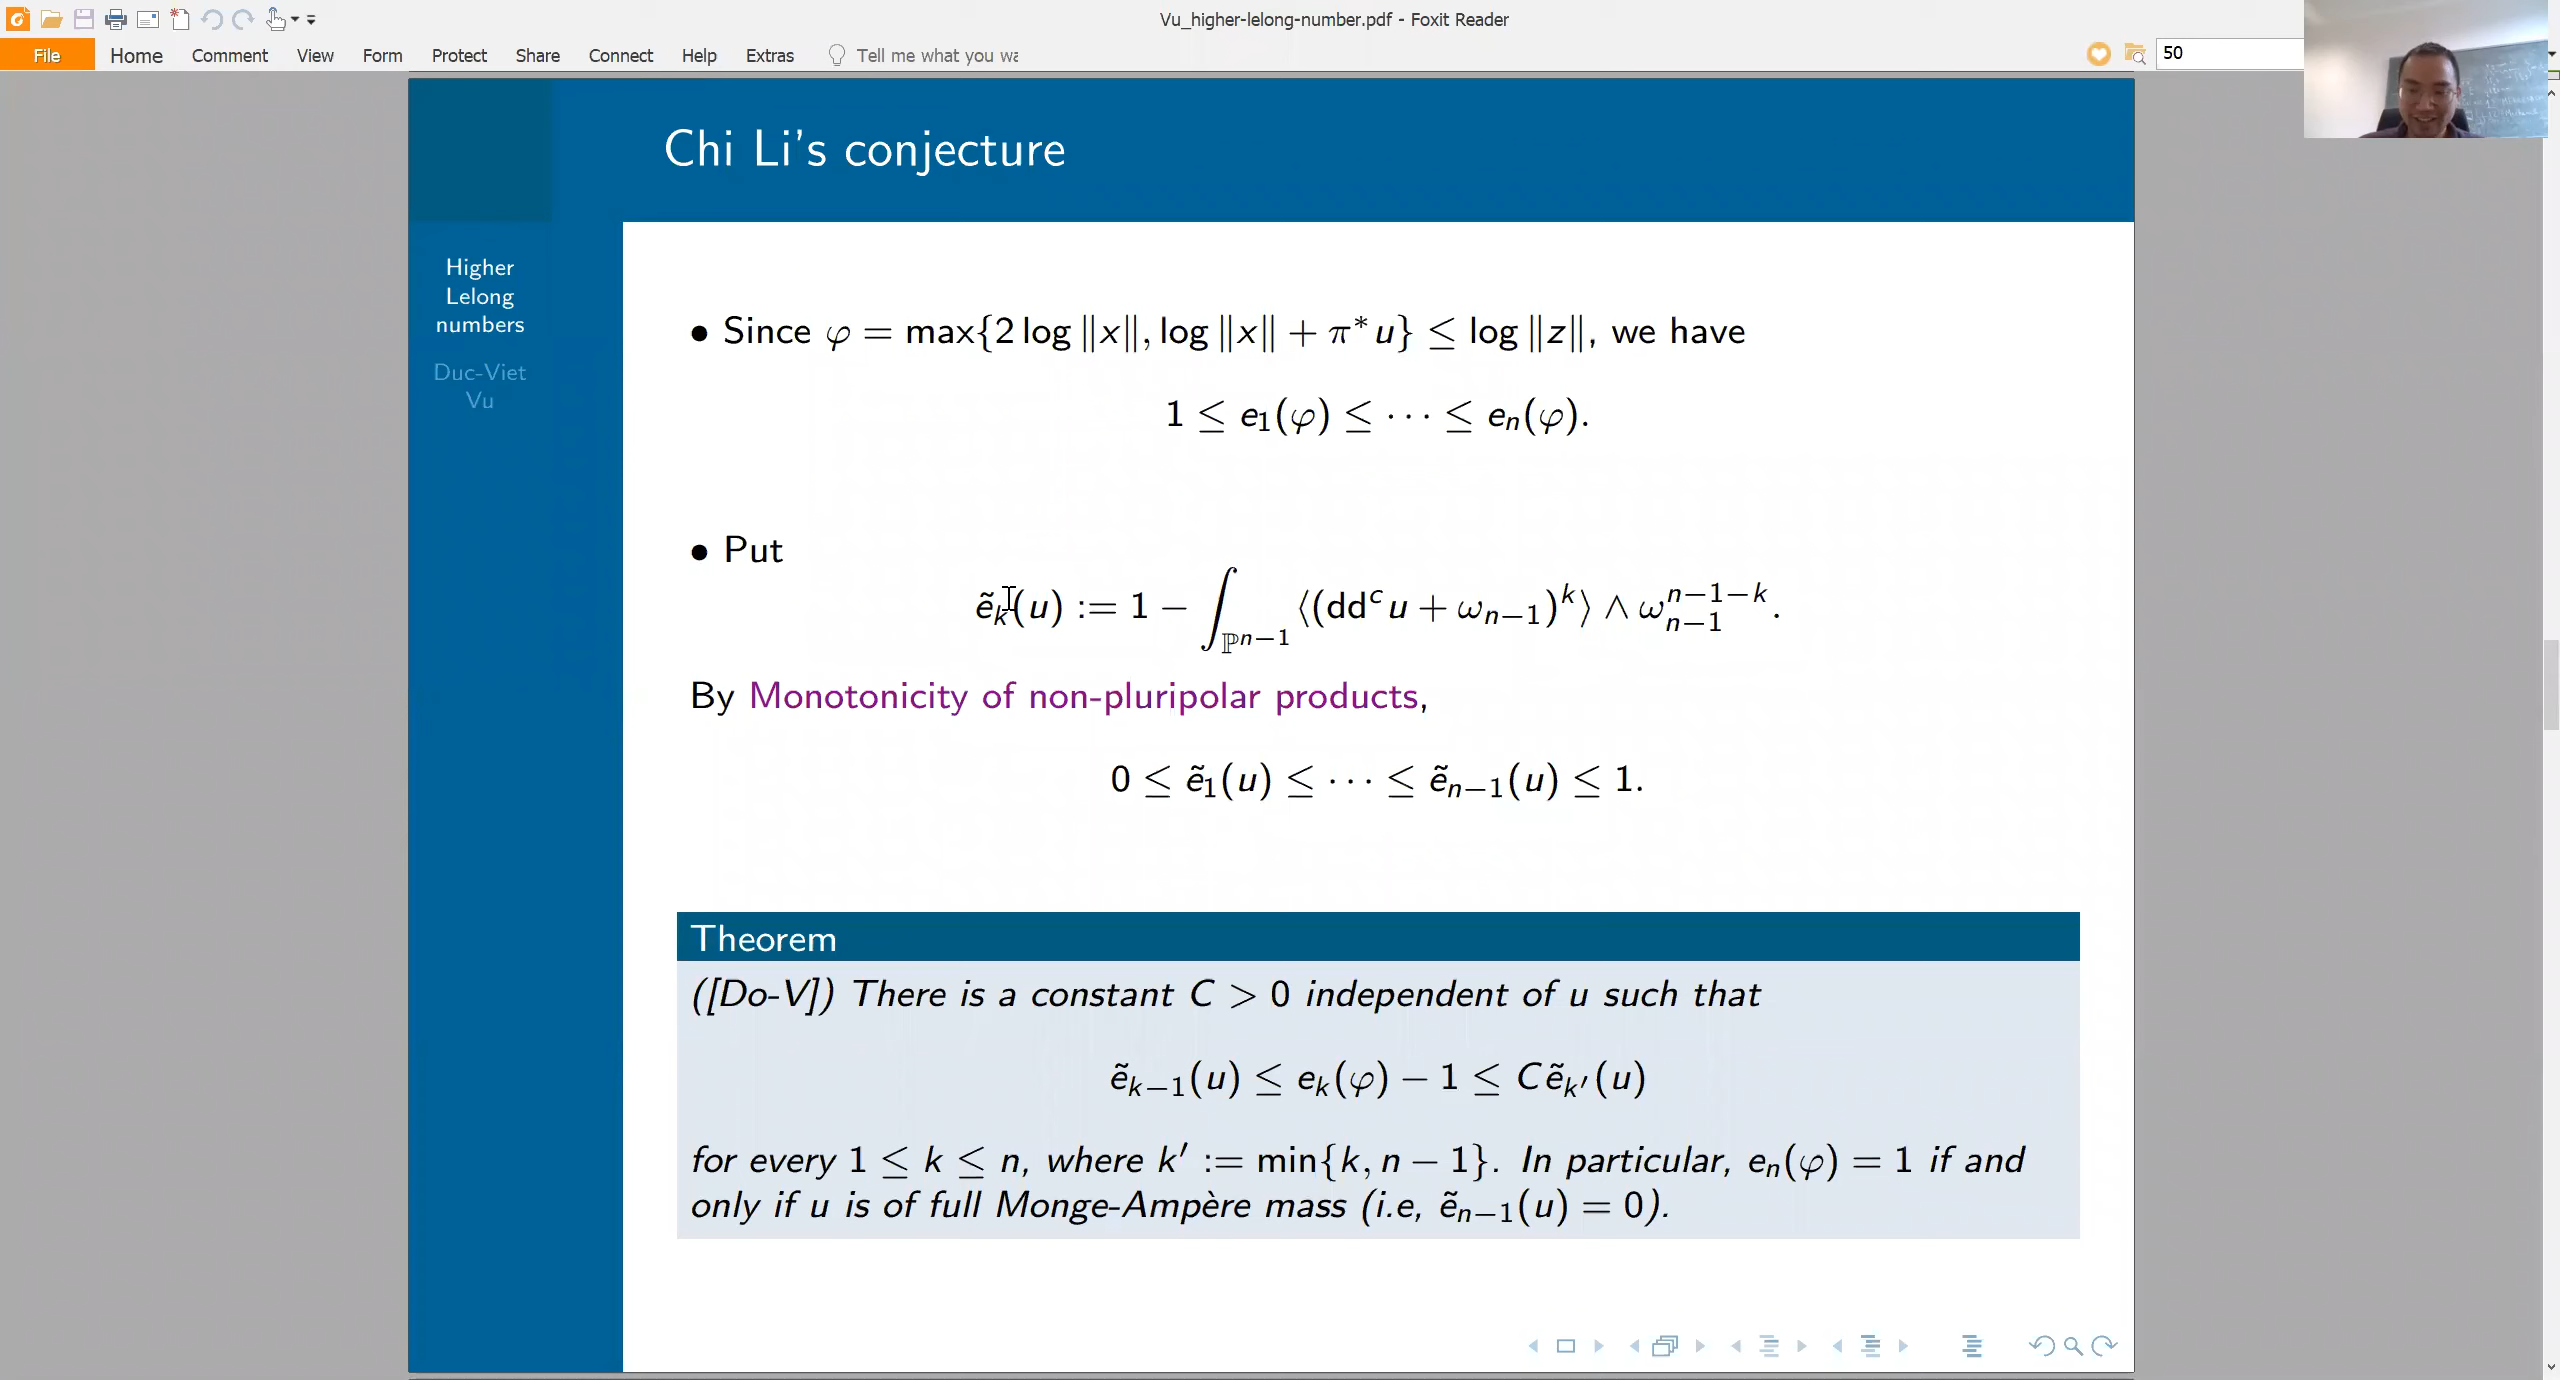 Vu_higher-lelong-number.pdf - Foxit Reader
File Home Comment View Form Protect Share Connect Help Extras Tell me what you wa
50
Chi Li's conjecture
Higher
Lelong
numbers
Duc-Viet
Vu
• Since φ = max{2 log ‖x‖, log ‖x‖ + π*u} ≤ log ‖z‖, we have
1 ≤ e₁(φ) ≤ ··· ≤ eₙ(φ).
• Put
ẽₖ(u) := 1 − ∫_{ℙⁿ⁻¹} ⟨(ddᶜu + ωₙ₋₁)ᵏ⟩ ∧ ωₙ₋₁ⁿ⁻¹⁻ᵏ.
By Monotonicity of non-pluripolar products,
0 ≤ ẽ₁(u) ≤ ··· ≤ ẽₙ₋₁(u) ≤ 1.
Theorem
([Do-V]) There is a constant C > 0 independent of u such that
ẽₖ₋₁(u) ≤ eₖ(φ) − 1 ≤ Cẽₖ′(u)
for every 1 ≤ k ≤ n, where k′ := min{k, n − 1}. In particular, eₙ(φ) = 1 if and
only if u is of full Monge-Ampère mass (i.e, ẽₙ₋₁(u) = 0).